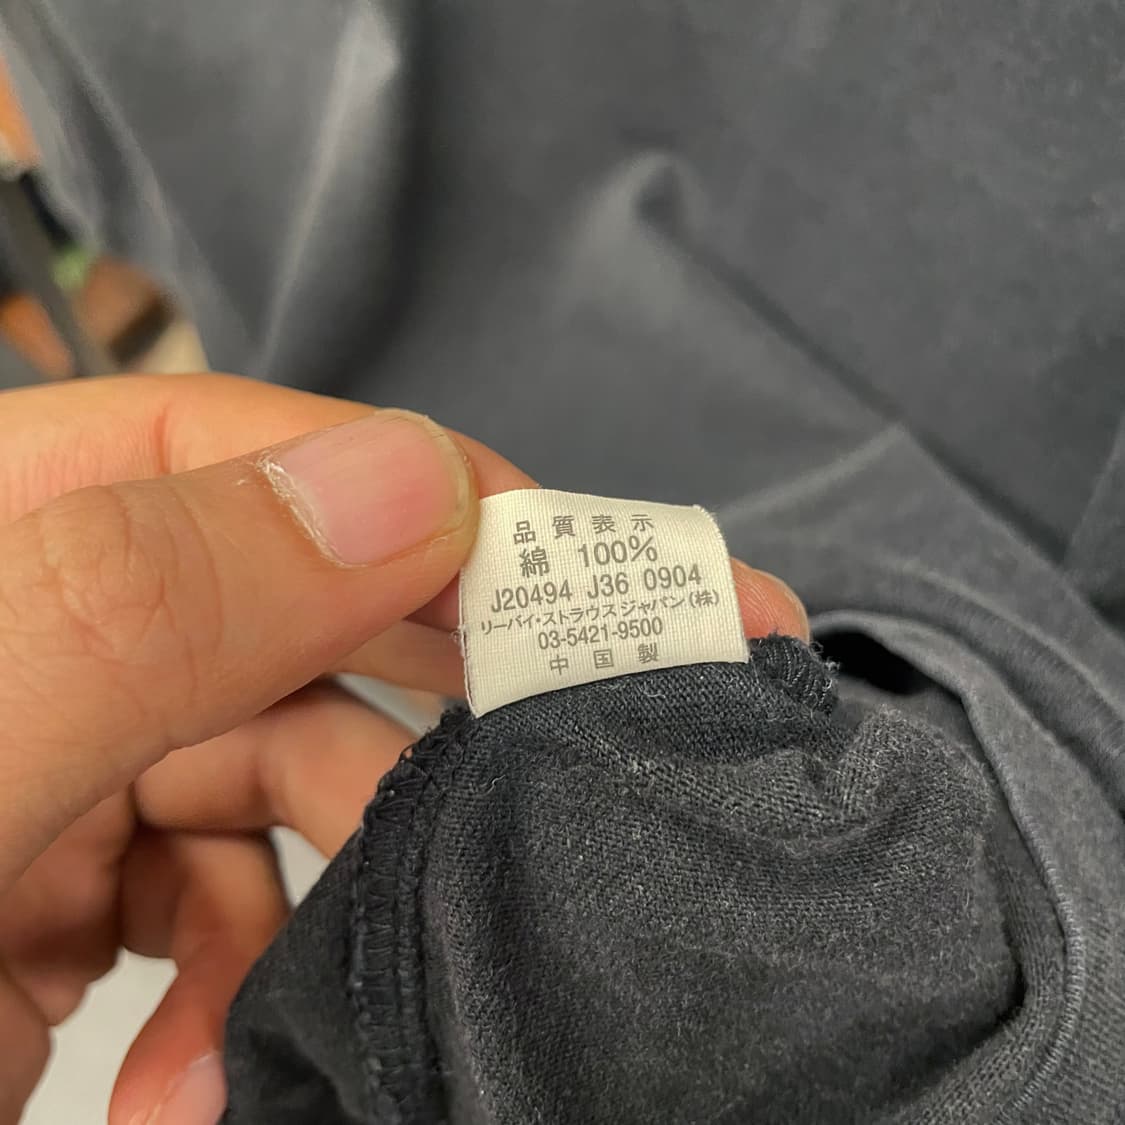 品質表示
綿 100%
J20494 J36 0904
リーバイ・ストラウスジャパン(株)
03-5421-9500
中国製